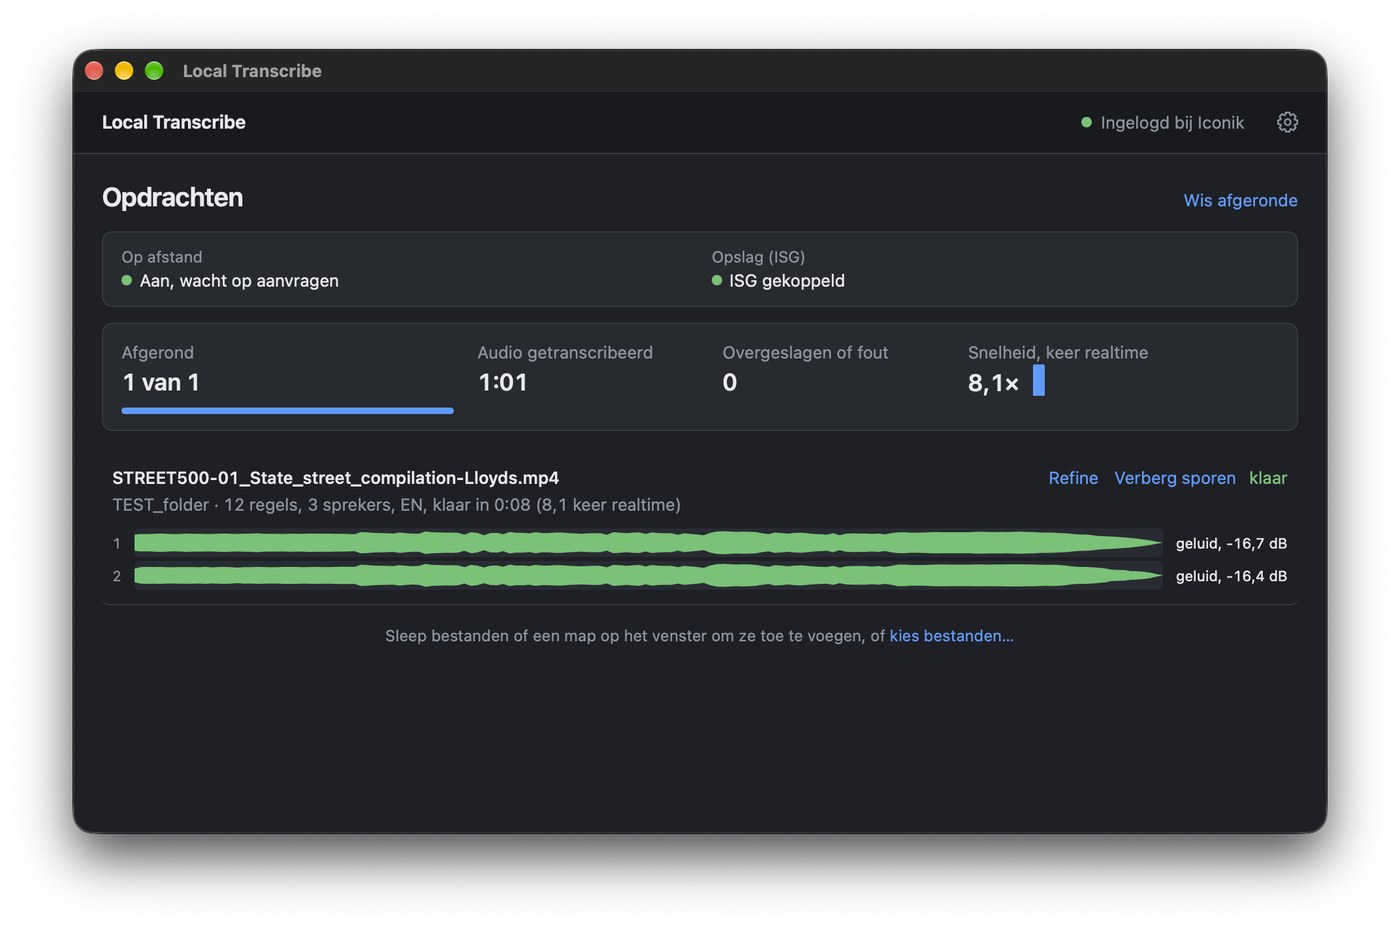 Local Transcribe
Local Transcribe
Ingelogd bij Iconik
Opdrachten
Wis afgeronde
Op afstand
Aan, wacht op aanvragen
Opslag (ISG)
ISG gekoppeld
Afgerond
1 van 1
Audio getranscribeerd
1:01
Overgeslagen of fout
0
Snelheid, keer realtime
8,1×
STREET500-01_State_street_compilation-Lloyds.mp4
Refine
Verberg sporen
klaar
TEST_folder · 12 regels, 3 sprekers, EN, klaar in 0:08 (8,1 keer realtime)
1
geluid, -16,7 dB
2
geluid, -16,4 dB
Sleep bestanden of een map op het venster om ze toe te voegen, of kies bestanden...